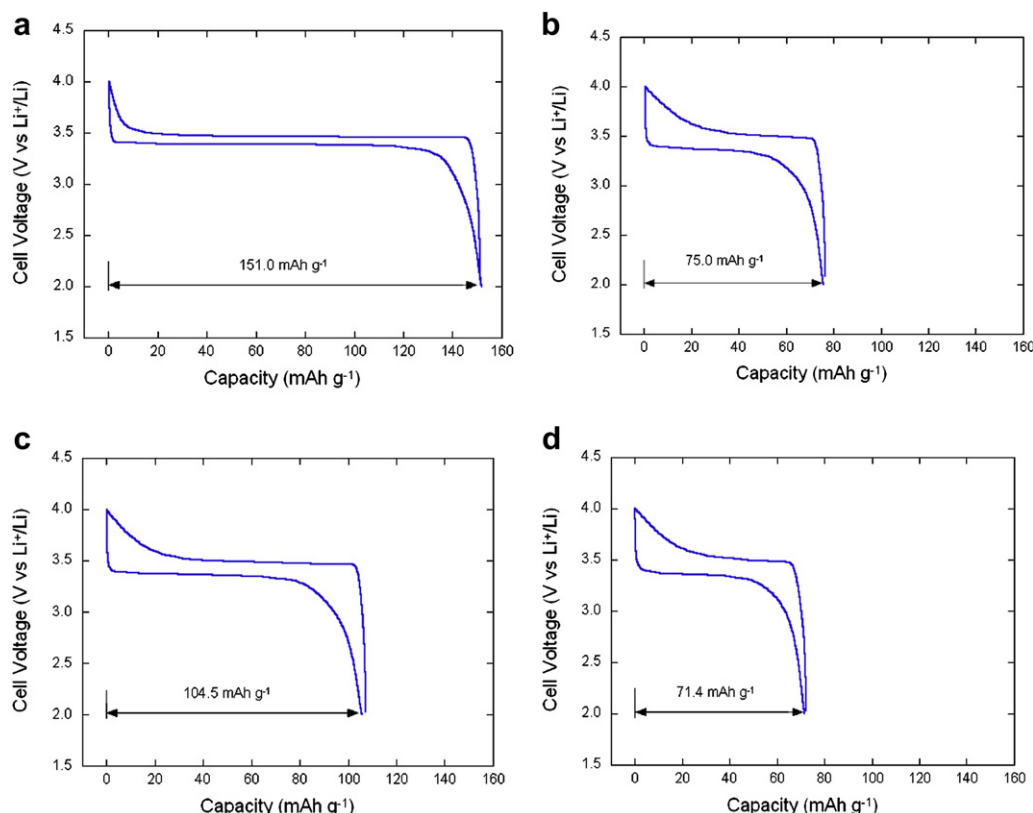 a
4.5
4.0
3.5
3.0
2.5
2.0
1.5
Cell Voltage (V vs Li⁺/Li)
151.0 mAh g⁻¹
0 20 40 60 80 100 120 140 160
Capacity (mAh g⁻¹)
b
4.5
4.0
3.5
3.0
2.5
2.0
1.5
Cell Voltage (V vs Li⁺/Li)
75.0 mAh g⁻¹
0 20 40 60 80 100 120 140 160
Capacity (mAh g⁻¹)
c
4.5
4.0
3.5
3.0
2.5
2.0
1.5
Cell Voltage (V vs Li⁺/Li)
104.5 mAh g⁻¹
0 20 40 60 80 100 120 140 160
Capacity (mAh g⁻¹)
d
4.5
4.0
3.5
3.0
2.5
2.0
1.5
Cell Voltage (V vs Li⁺/Li)
71.4 mAh g⁻¹
0 20 40 60 80 100 120 140 160
Capacity (mAh g⁻¹)